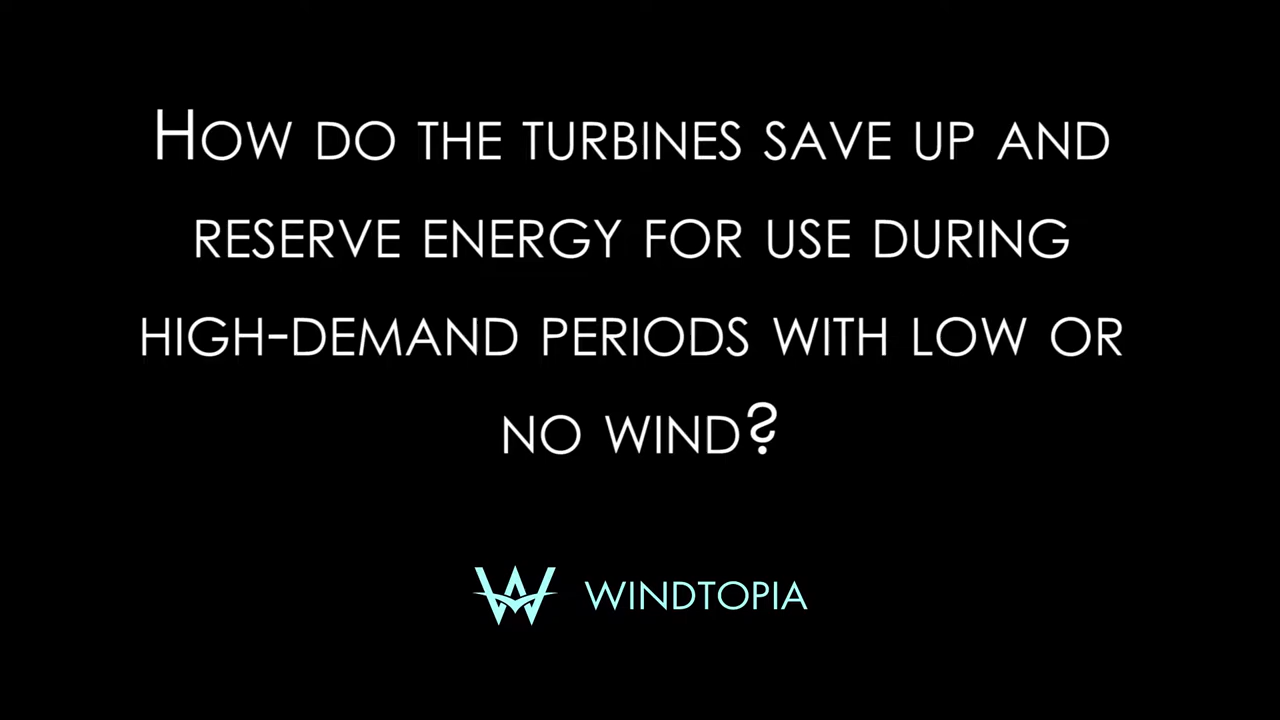 How do the turbines save up and
reserve energy for use during
high-demand periods with low or
no wind?
WINDTOPIA